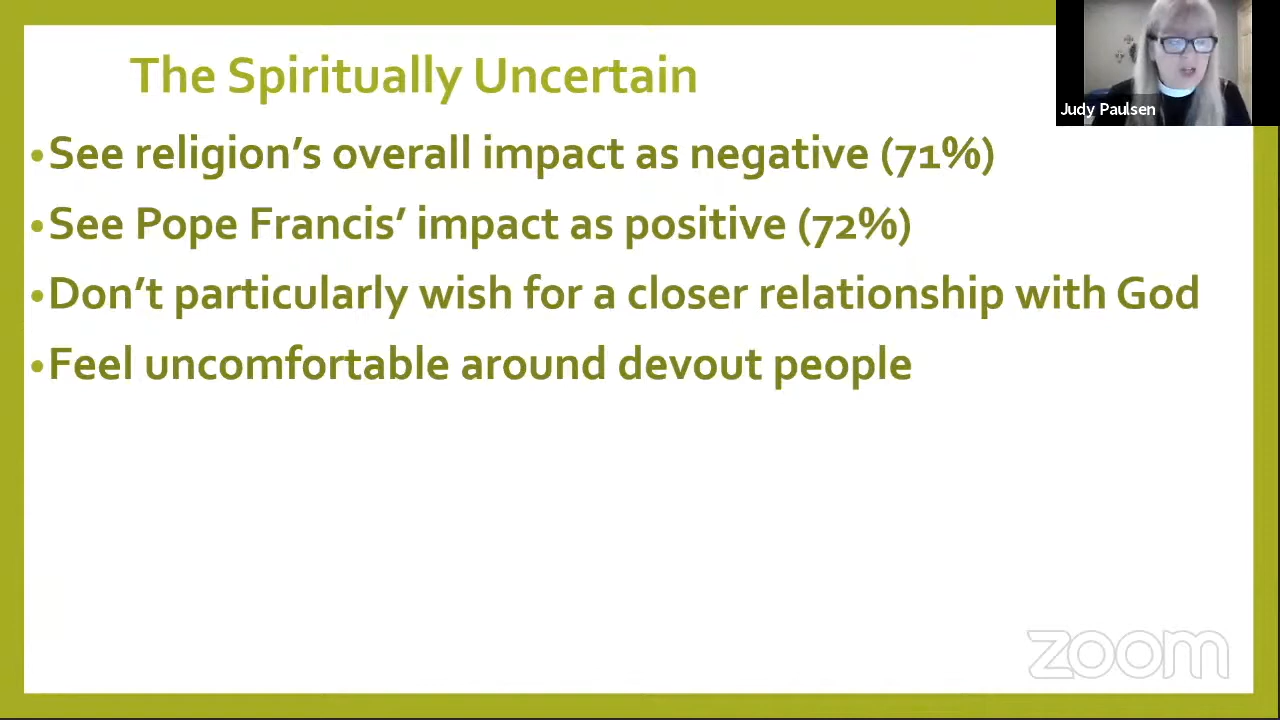 The Spiritually Uncertain
Judy Paulsen
•See religion’s overall impact as negative (71%)
•See Pope Francis’ impact as positive (72%)
•Don’t particularly wish for a closer relationship with God
•Feel uncomfortable around devout people
zoom